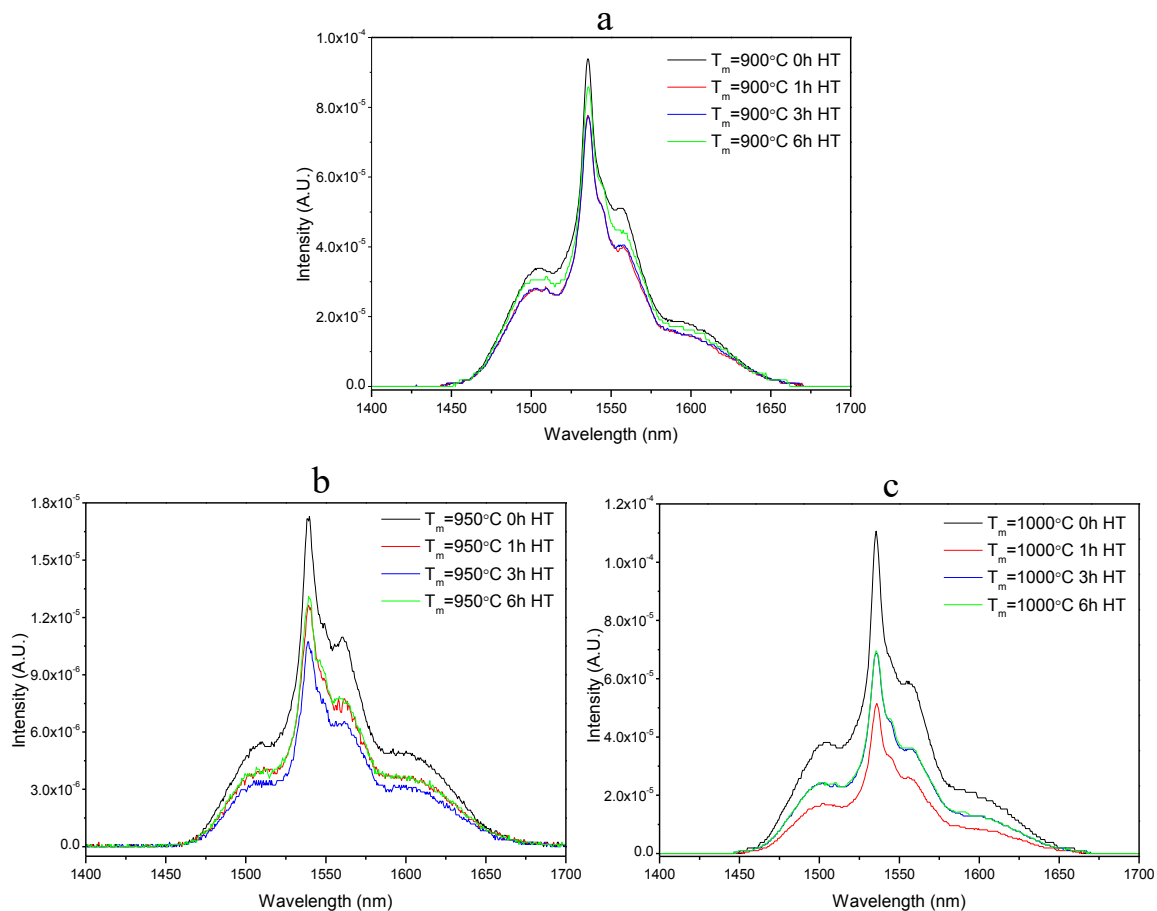 a
1.0x10⁻⁴
8.0x10⁻⁵
6.0x10⁻⁵
4.0x10⁻⁵
2.0x10⁻⁵
0.0
Intensity (A.U.)
Tₘ=900°C 0h HT
Tₘ=900°C 1h HT
Tₘ=900°C 3h HT
Tₘ=900°C 6h HT
1400 1450 1500 1550 1600 1650 1700
Wavelength (nm)
b
1.8x10⁻⁵
1.5x10⁻⁵
1.2x10⁻⁵
9.0x10⁻⁶
6.0x10⁻⁶
3.0x10⁻⁶
0.0
Intensity (A.U.)
Tₘ=950°C 0h HT
Tₘ=950°C 1h HT
Tₘ=950°C 3h HT
Tₘ=950°C 6h HT
1400 1450 1500 1550 1600 1650 1700
Wavelength (nm)
c
1.2x10⁻⁴
1.0x10⁻⁴
8.0x10⁻⁵
6.0x10⁻⁵
4.0x10⁻⁵
2.0x10⁻⁵
0.0
Intensity (A.U.)
Tₘ=1000°C 0h HT
Tₘ=1000°C 1h HT
Tₘ=1000°C 3h HT
Tₘ=1000°C 6h HT
1400 1450 1500 1550 1600 1650 1700
Wavelength (nm)